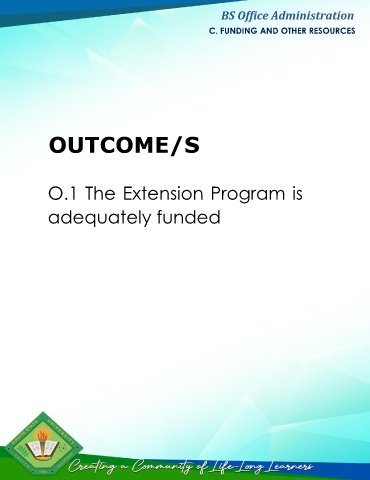 BS Office Administration
C. FUNDING AND OTHER RESOURCES
OUTCOME/S
O.1 The Extension Program is
adequately funded
Creating a Community of Life-Long Learners